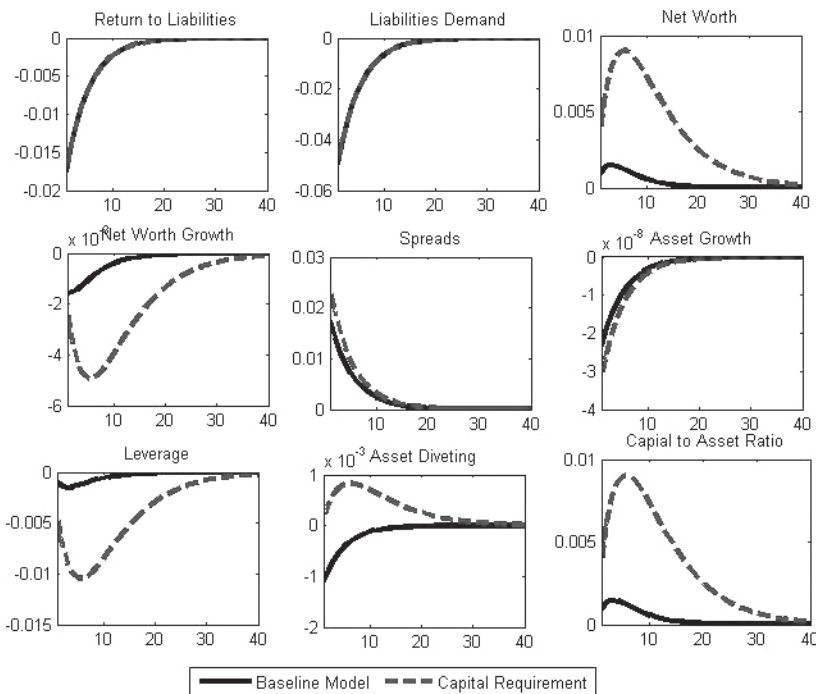 Return to Liabilities
0
-0.005
-0.01
-0.015
-0.02
10 20 30 40
Liabilities Demand
0
-0.02
-0.04
-0.06
10 20 30 40
Net Worth
0.01
0.005
0
10 20 30 40
x 10
Net Worth Growth
0
-2
-4
-6
10 20 30 40
Spreads
0.03
0.02
0.01
0
10 20 30 40
x 10⁻⁸ Asset Growth
0
-1
-2
-3
-4
10 20 30 40
Leverage
0
-0.005
-0.01
-0.015
10 20 30 40
x 10⁻³ Asset Diveting
1
0
-1
-2
10 20 30 40
Capial to Asset Ratio
0.01
0.005
0
10 20 30 40
Baseline Model Capital Requirement